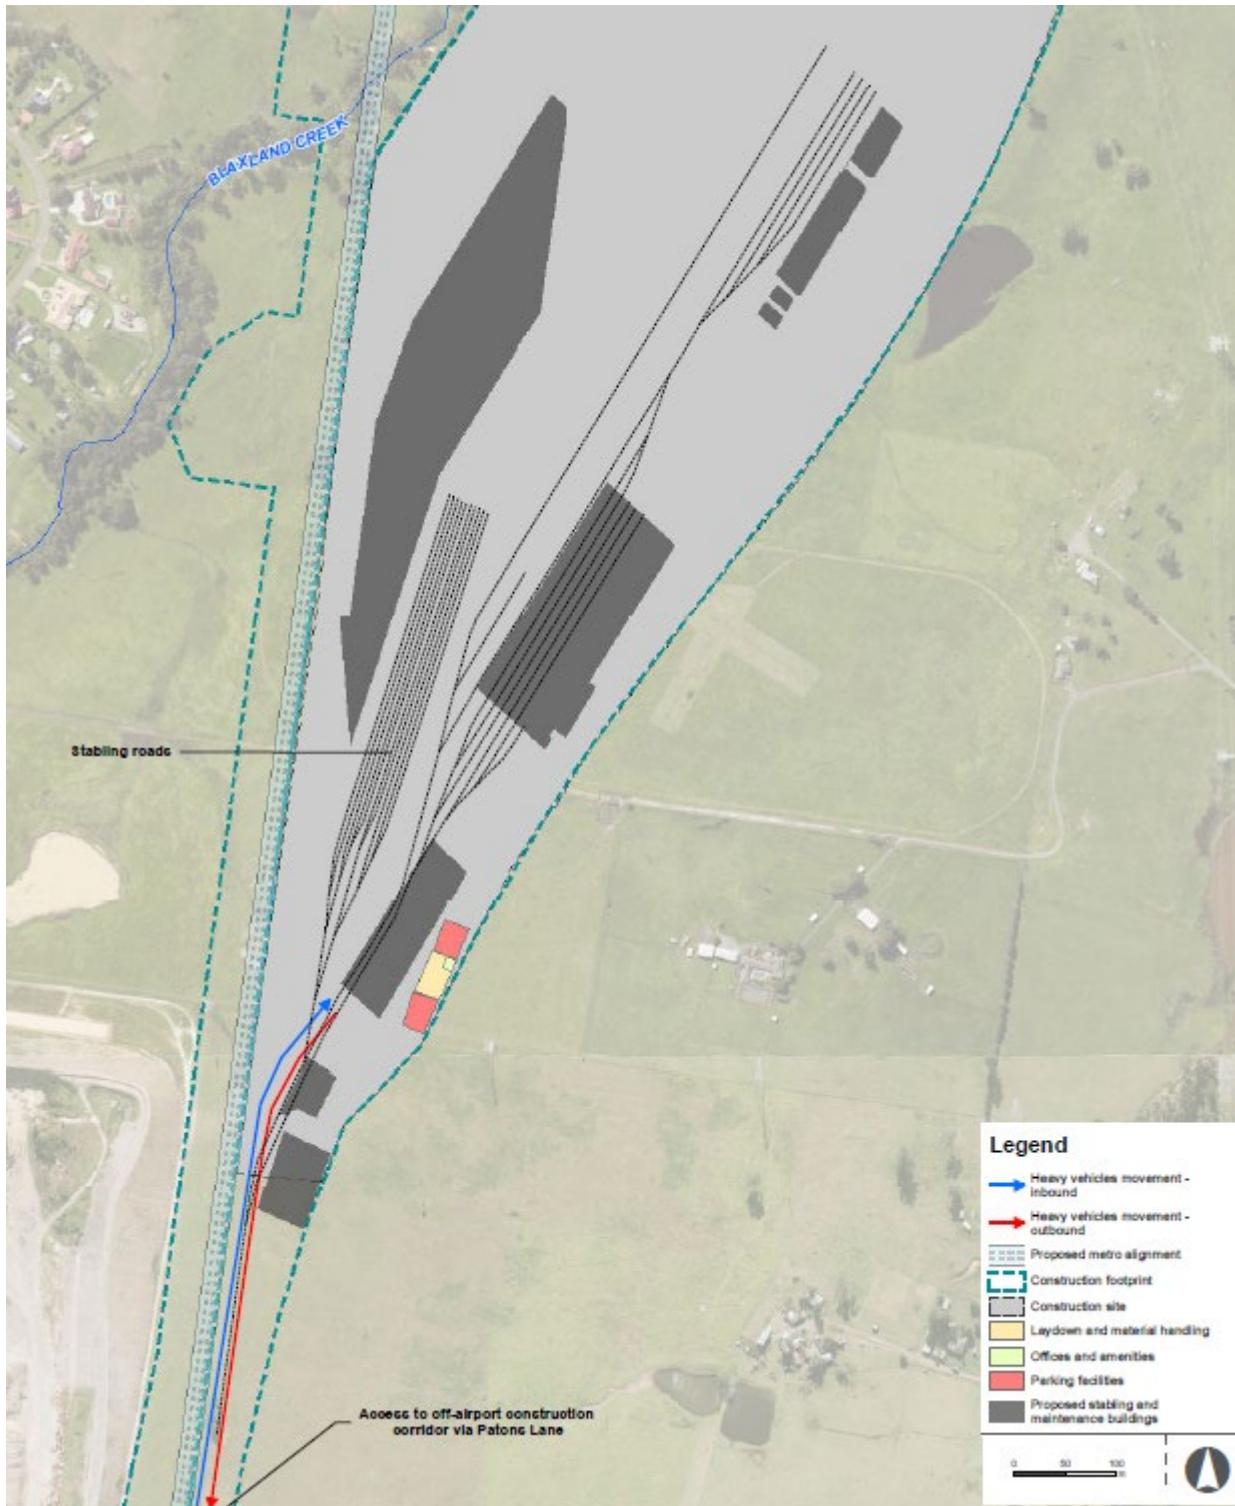 BLAXLAND CREEK
Stabling roads
Access to off-airport construction
corridor via Patons Lane
Legend
Heavy vehicles movement -
inbound
Heavy vehicles movement -
outbound
Proposed metro alignment
Construction footprint
Construction site
Laydown and material handling
Offices and amenities
Parking facilities
Proposed stabling and
maintenance buildings
0 50 100
m